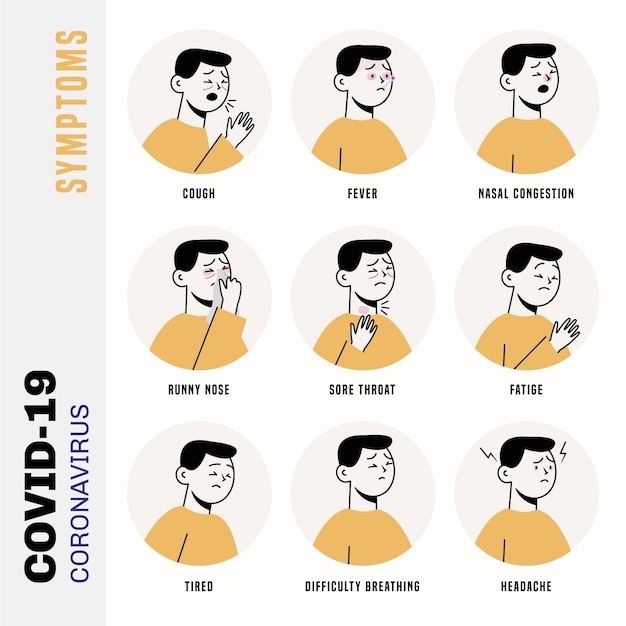 SYMPTOMS
COVID-19
CORONAVIRUS
COUGH
FEVER
NASAL CONGESTION
RUNNY NOSE
SORE THROAT
FATIGE
TIRED
DIFFICULTY BREATHING
HEADACHE